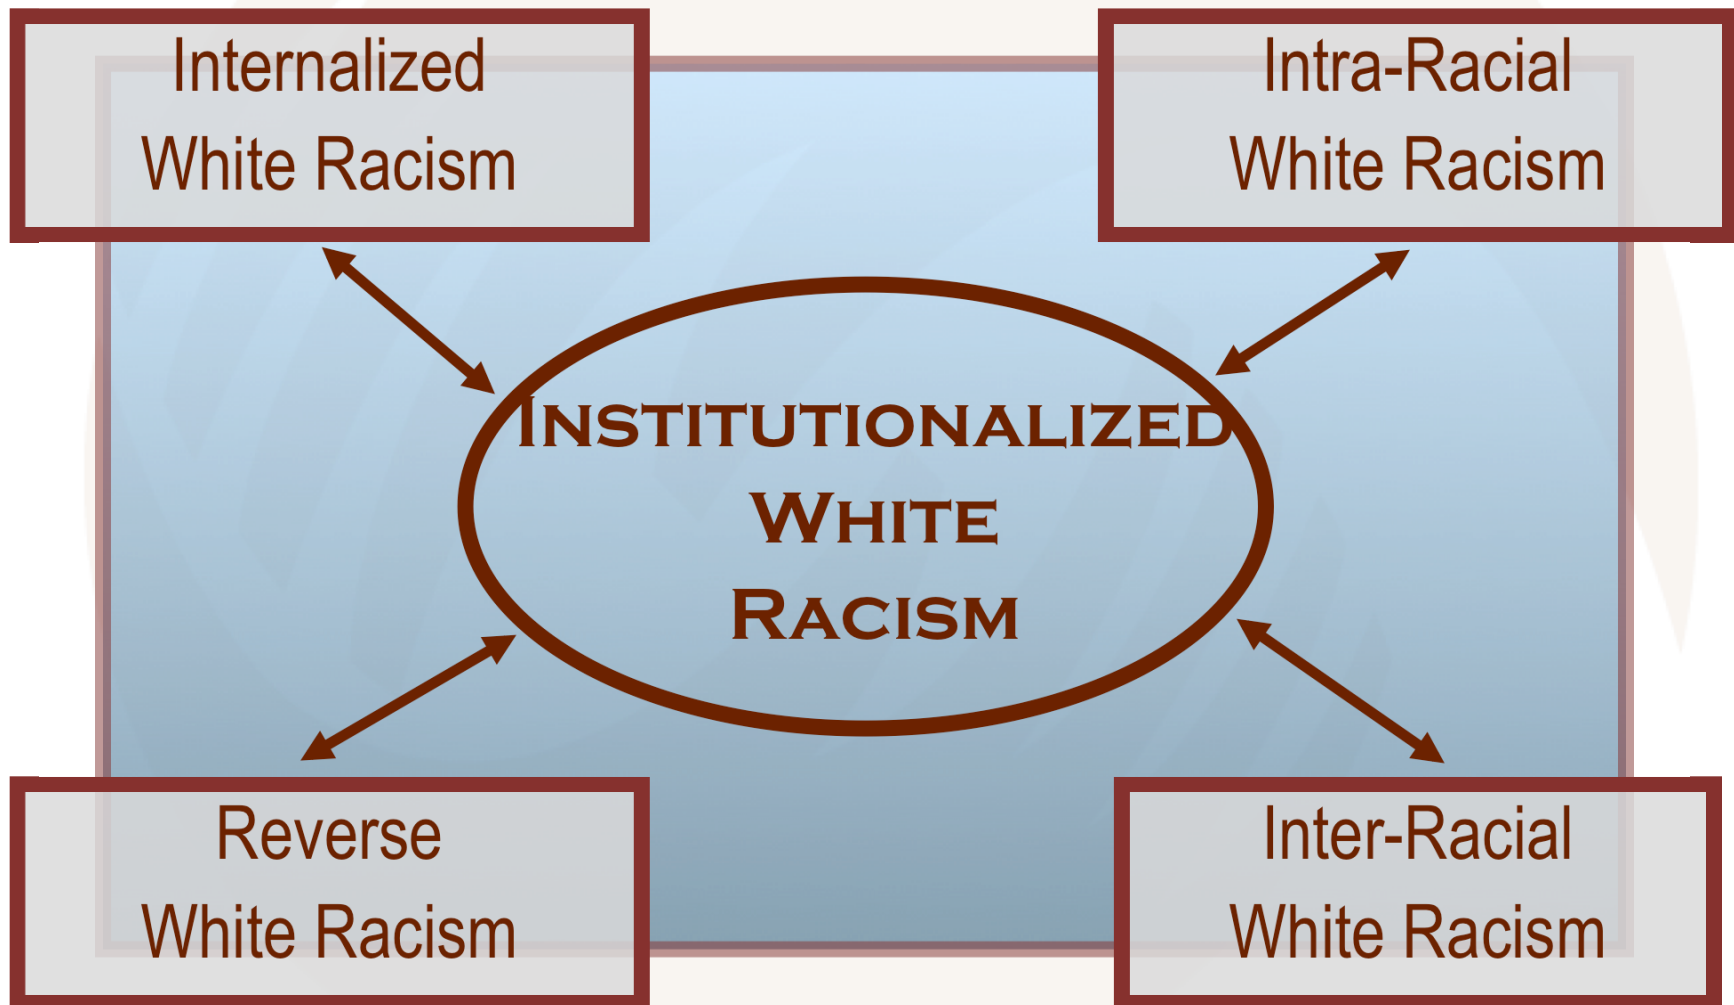 Internalized
White Racism
Intra-Racial
White Racism
Institutionalized
White
Racism
Reverse
White Racism
Inter-Racial
White Racism